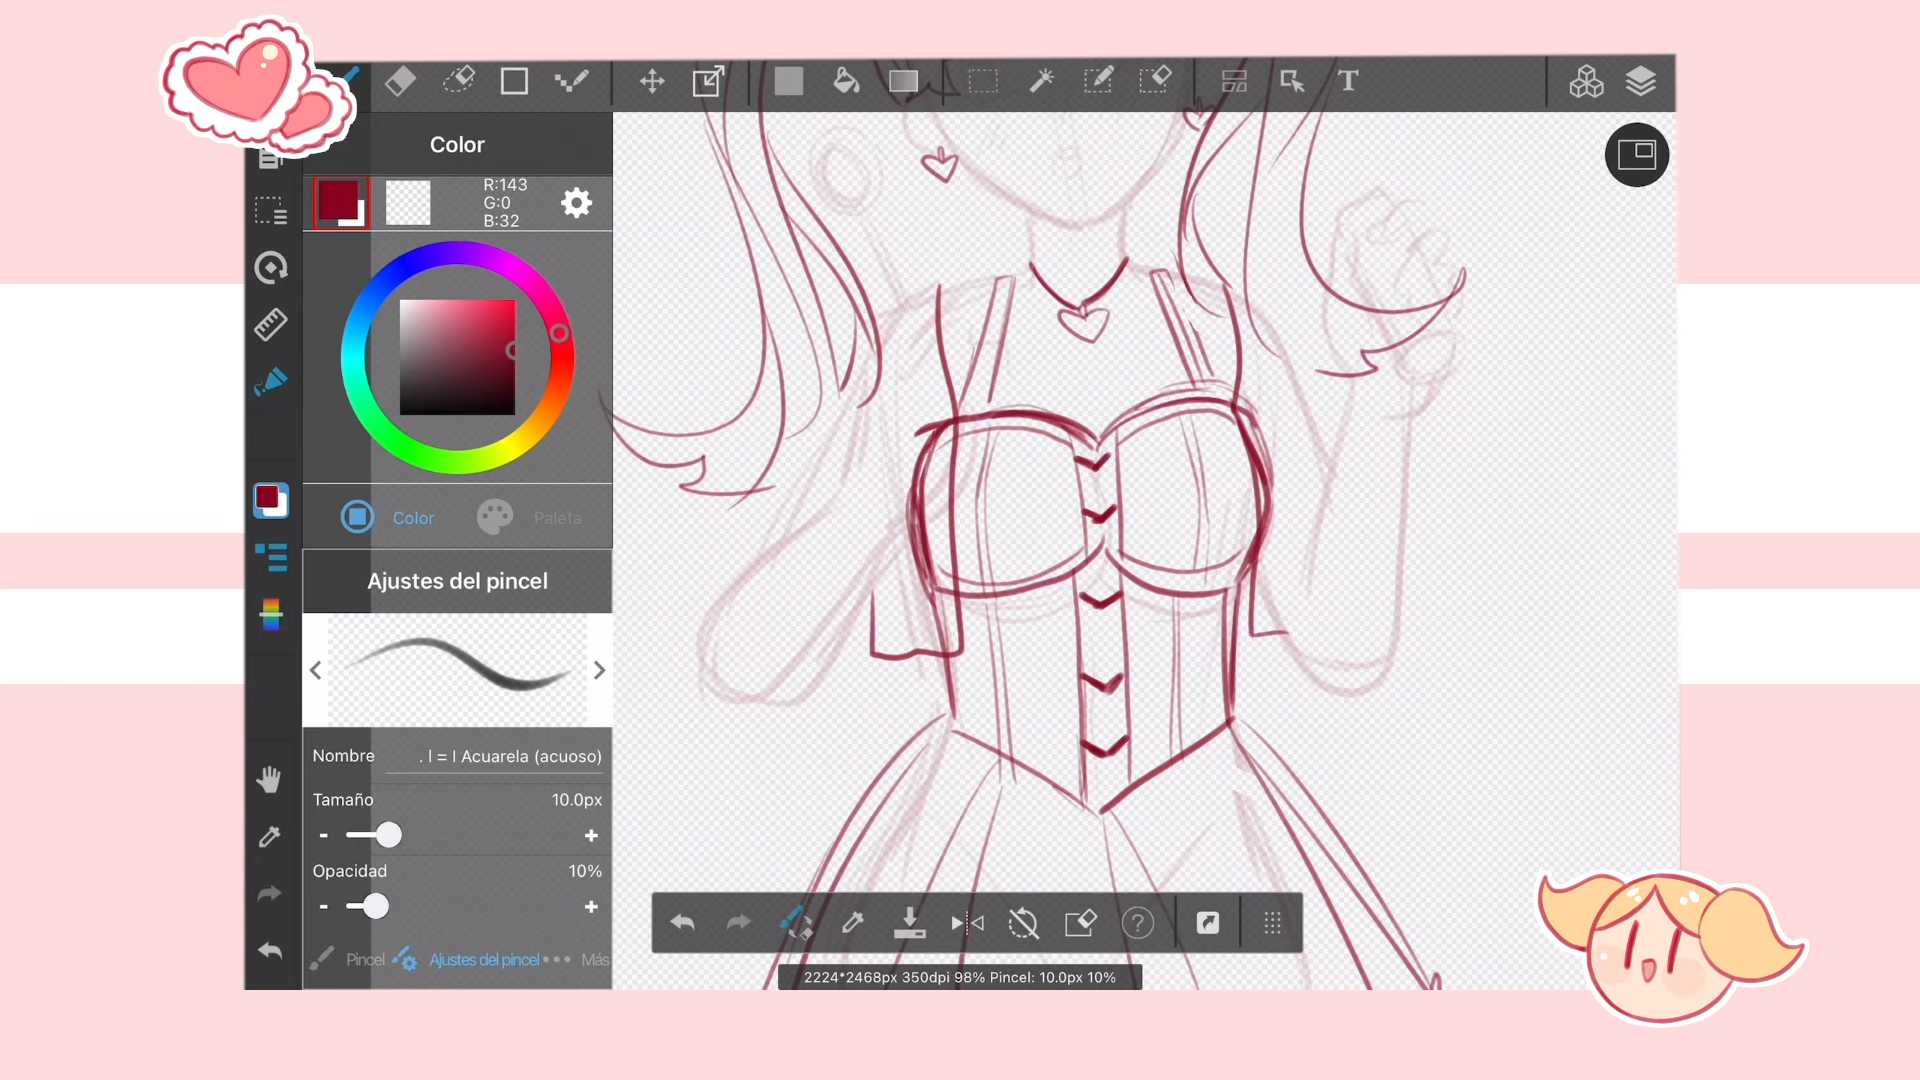 T
Color
R:143
G:0
B:32
Color Paleta
Ajustes del pincel
Nombre . I = I Acuarela (acuoso)
Tamaño 10.0px
- +
Opacidad 10%
- +
Pincel Ajustes del pincel Más
?
2224*2468px 350dpi 98% Pincel: 10.0px 10%